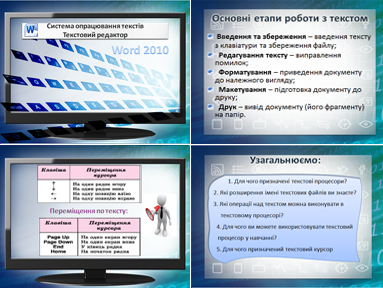 Система опрацювання текстів
Текстовий редактор
Word 2010
Основні етапи роботи з текстом
Введення та збереження – введення тексту
з клавіатури та збереження файлу;
Редагування тексту – виправлення
помилок;
Форматування – приведення документу
до належного вигляду;
Макетування – підготовка документу до
друку;
Друк – вивід документу (його фрагменту)
на папір.
Клавіша
Переміщення
курсора
↑ На один рядок вгору
↓ На один рядок вниз
← На одну позицію вліво
→ На одну позицію вправо
Переміщення по тексту:
Клавіша
Переміщення
курсора
Page Up На один екран вгору
Page Down На один екран вниз
End У кінець рядка
Home На початок рядка
Узагальнюємо:
1. Для чого призначені текстові процесори?
2. Які розширення імені текстових файлів ви знаєте?
3. Які операції над текстом можна виконувати в
текстовому процесорі?
4. Для чого ви можете використовувати текстовий
процесор у навчанні?
5. Для чого призначений текстовий курсор